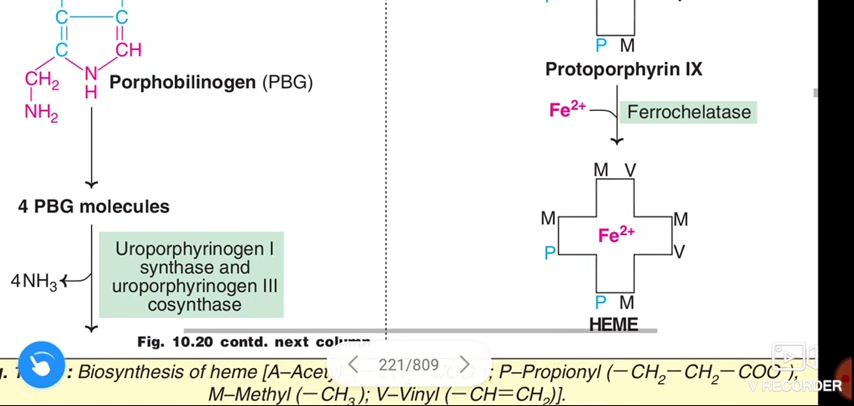 C C
C CH
CH2 N
H
NH2
Porphobilinogen (PBG)
4 PBG molecules
Uroporphyrinogen I
synthase and
uroporphyrinogen III
cosynthase
4NH3
Fig. 10.20 contd. next column
P
P M
Protoporphyrin IX
Fe2+
Ferrochelatase
M V
M M
Fe2+
P V
P M
HEME
221/809
: Biosynthesis of heme [A–Acetyl ; P–Propionyl (–CH2–CH2–COO–),
M–Methyl (–CH3); V–Vinyl (–CH=CH2)].
V RECORDER